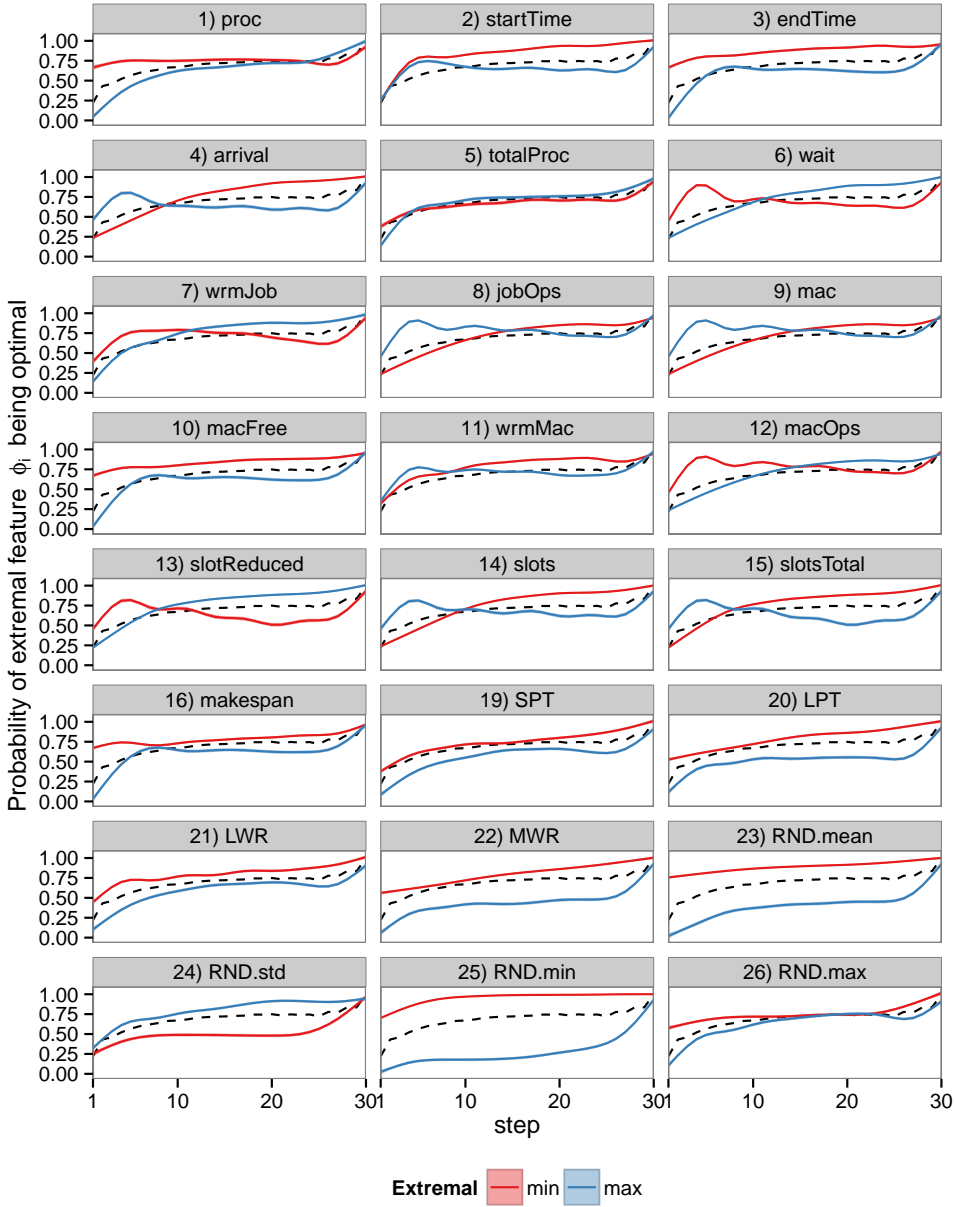 1) proc
2) startTime
3) endTime
1.00
0.75
0.50
0.25
0.00
4) arrival
5) totalProc
6) wait
1.00
0.75
0.50
0.25
0.00
7) wrmJob
8) jobOps
9) mac
1.00
0.75
0.50
0.25
0.00
10) macFree
11) wrmMac
12) macOps
1.00
0.75
0.50
0.25
0.00
13) slotReduced
14) slots
15) slotsTotal
1.00
0.75
0.50
0.25
0.00
16) makespan
19) SPT
20) LPT
1.00
0.75
0.50
0.25
0.00
21) LWR
22) MWR
23) RND.mean
1.00
0.75
0.50
0.25
0.00
24) RND.std
25) RND.min
26) RND.max
1.00
0.75
0.50
0.25
0.00
1 10 20 30 1 10 20 30 1 10 20 30
step
Probability of extremal feature ϕi being optimal
Extremal min max